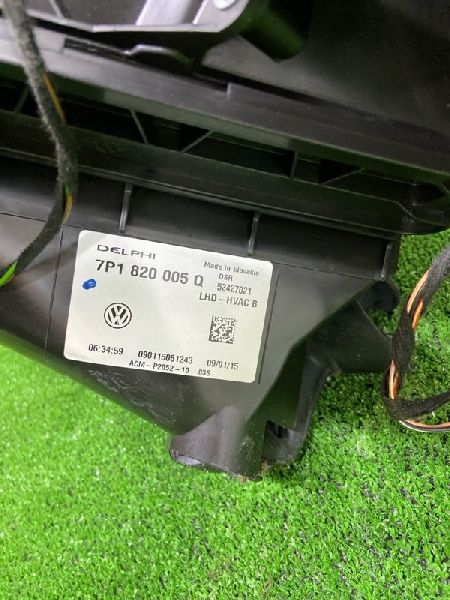 DELPHI
Made in Slovakia
7P1 820 005 Q
DSR
52427021
LHD - HVAC B
06:34:59
090115051243
09/01/15
ACM - P2052 - 10 DSS